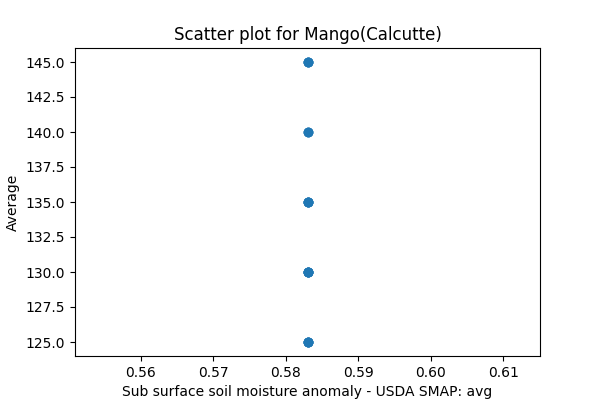 Scatter plot for Mango(Calcutte)
145.0
142.5
140.0
137.5
135.0
132.5
130.0
127.5
125.0
Average
0.56 0.57 0.58 0.59 0.60 0.61
Sub surface soil moisture anomaly - USDA SMAP: avg